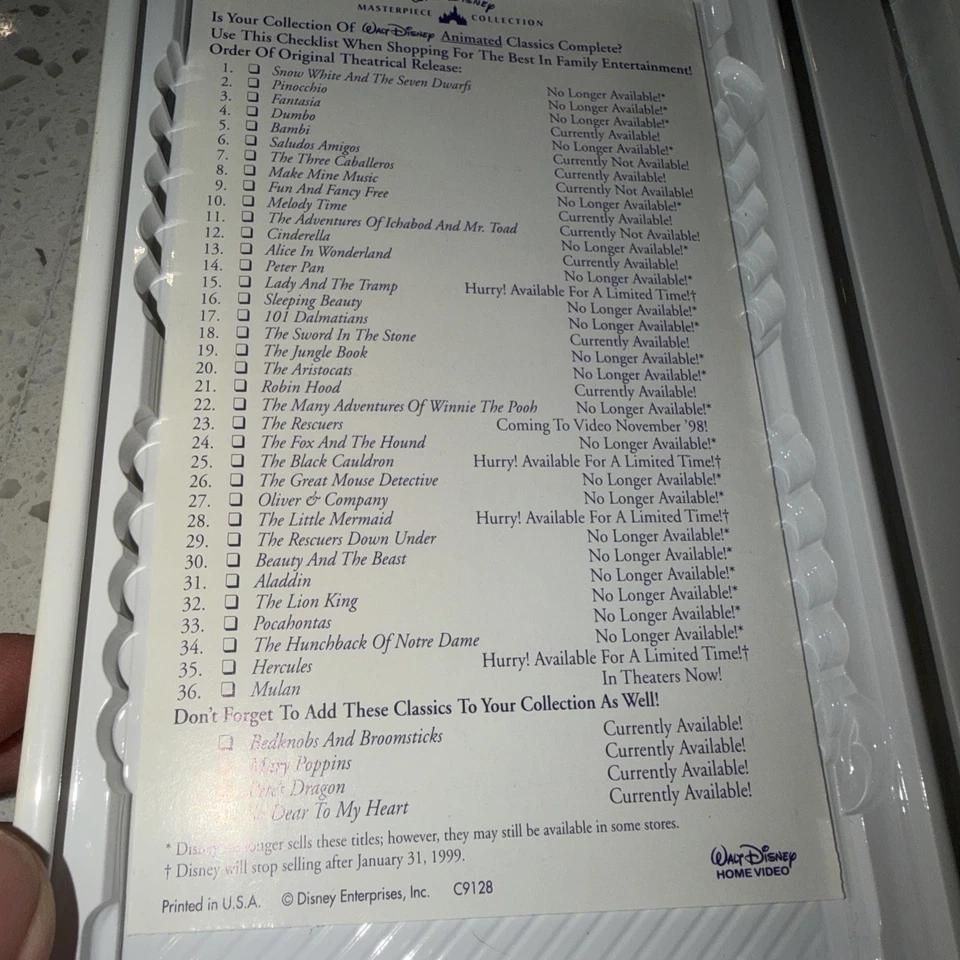 DISNEY
MASTERPIECE COLLECTION
Is Your Collection Of Walt Disney Animated Classics Complete?
Use This Checklist When Shopping For The Best In Family Entertainment!
Order Of Original Theatrical Release:
1. ❏ Snow White And The Seven Dwarfs No Longer Available!*
2. ❏ Pinocchio No Longer Available!*
3. ❏ Fantasia No Longer Available!*
4. ❏ Dumbo Currently Available!
5. ❏ Bambi No Longer Available!*
6. ❏ Saludos Amigos Currently Not Available!
7. ❏ The Three Caballeros Currently Available!
8. ❏ Make Mine Music Currently Not Available!
9. ❏ Fun And Fancy Free No Longer Available!*
10. ❏ Melody Time Currently Available!
11. ❏ The Adventures Of Ichabod And Mr. Toad Currently Not Available!
12. ❏ Cinderella No Longer Available!*
13. ❏ Alice In Wonderland Currently Available!
14. ❏ Peter Pan No Longer Available!*
15. ❏ Lady And The Tramp Hurry! Available For A Limited Time!†
16. ❏ Sleeping Beauty No Longer Available!*
17. ❏ 101 Dalmatians No Longer Available!*
18. ❏ The Sword In The Stone Currently Available!
19. ❏ The Jungle Book No Longer Available!*
20. ❏ The Aristocats No Longer Available!*
21. ❏ Robin Hood Currently Available!
22. ❏ The Many Adventures Of Winnie The Pooh No Longer Available!*
23. ❏ The Rescuers Coming To Video November '98!
24. ❏ The Fox And The Hound No Longer Available!*
25. ❏ The Black Cauldron Hurry! Available For A Limited Time!†
26. ❏ The Great Mouse Detective No Longer Available!*
27. ❏ Oliver & Company No Longer Available!*
28. ❏ The Little Mermaid Hurry! Available For A Limited Time!†
29. ❏ The Rescuers Down Under No Longer Available!*
30. ❏ Beauty And The Beast No Longer Available!*
31. ❏ Aladdin No Longer Available!*
32. ❏ The Lion King No Longer Available!*
33. ❏ Pocahontas No Longer Available!*
34. ❏ The Hunchback Of Notre Dame No Longer Available!*
35. ❏ Hercules Hurry! Available For A Limited Time!†
36. ❏ Mulan In Theaters Now!
Don't Forget To Add These Classics To Your Collection As Well!
❏ Bedknobs And Broomsticks Currently Available!
Mary Poppins Currently Available!
Pete's Dragon Currently Available!
Dear To My Heart Currently Available!
* Disney no longer sells these titles; however, they may still be available in some stores.
† Disney will stop selling after January 31, 1999.
Walt Disney
HOME VIDEO
Printed in U.S.A. © Disney Enterprises, Inc. C9128